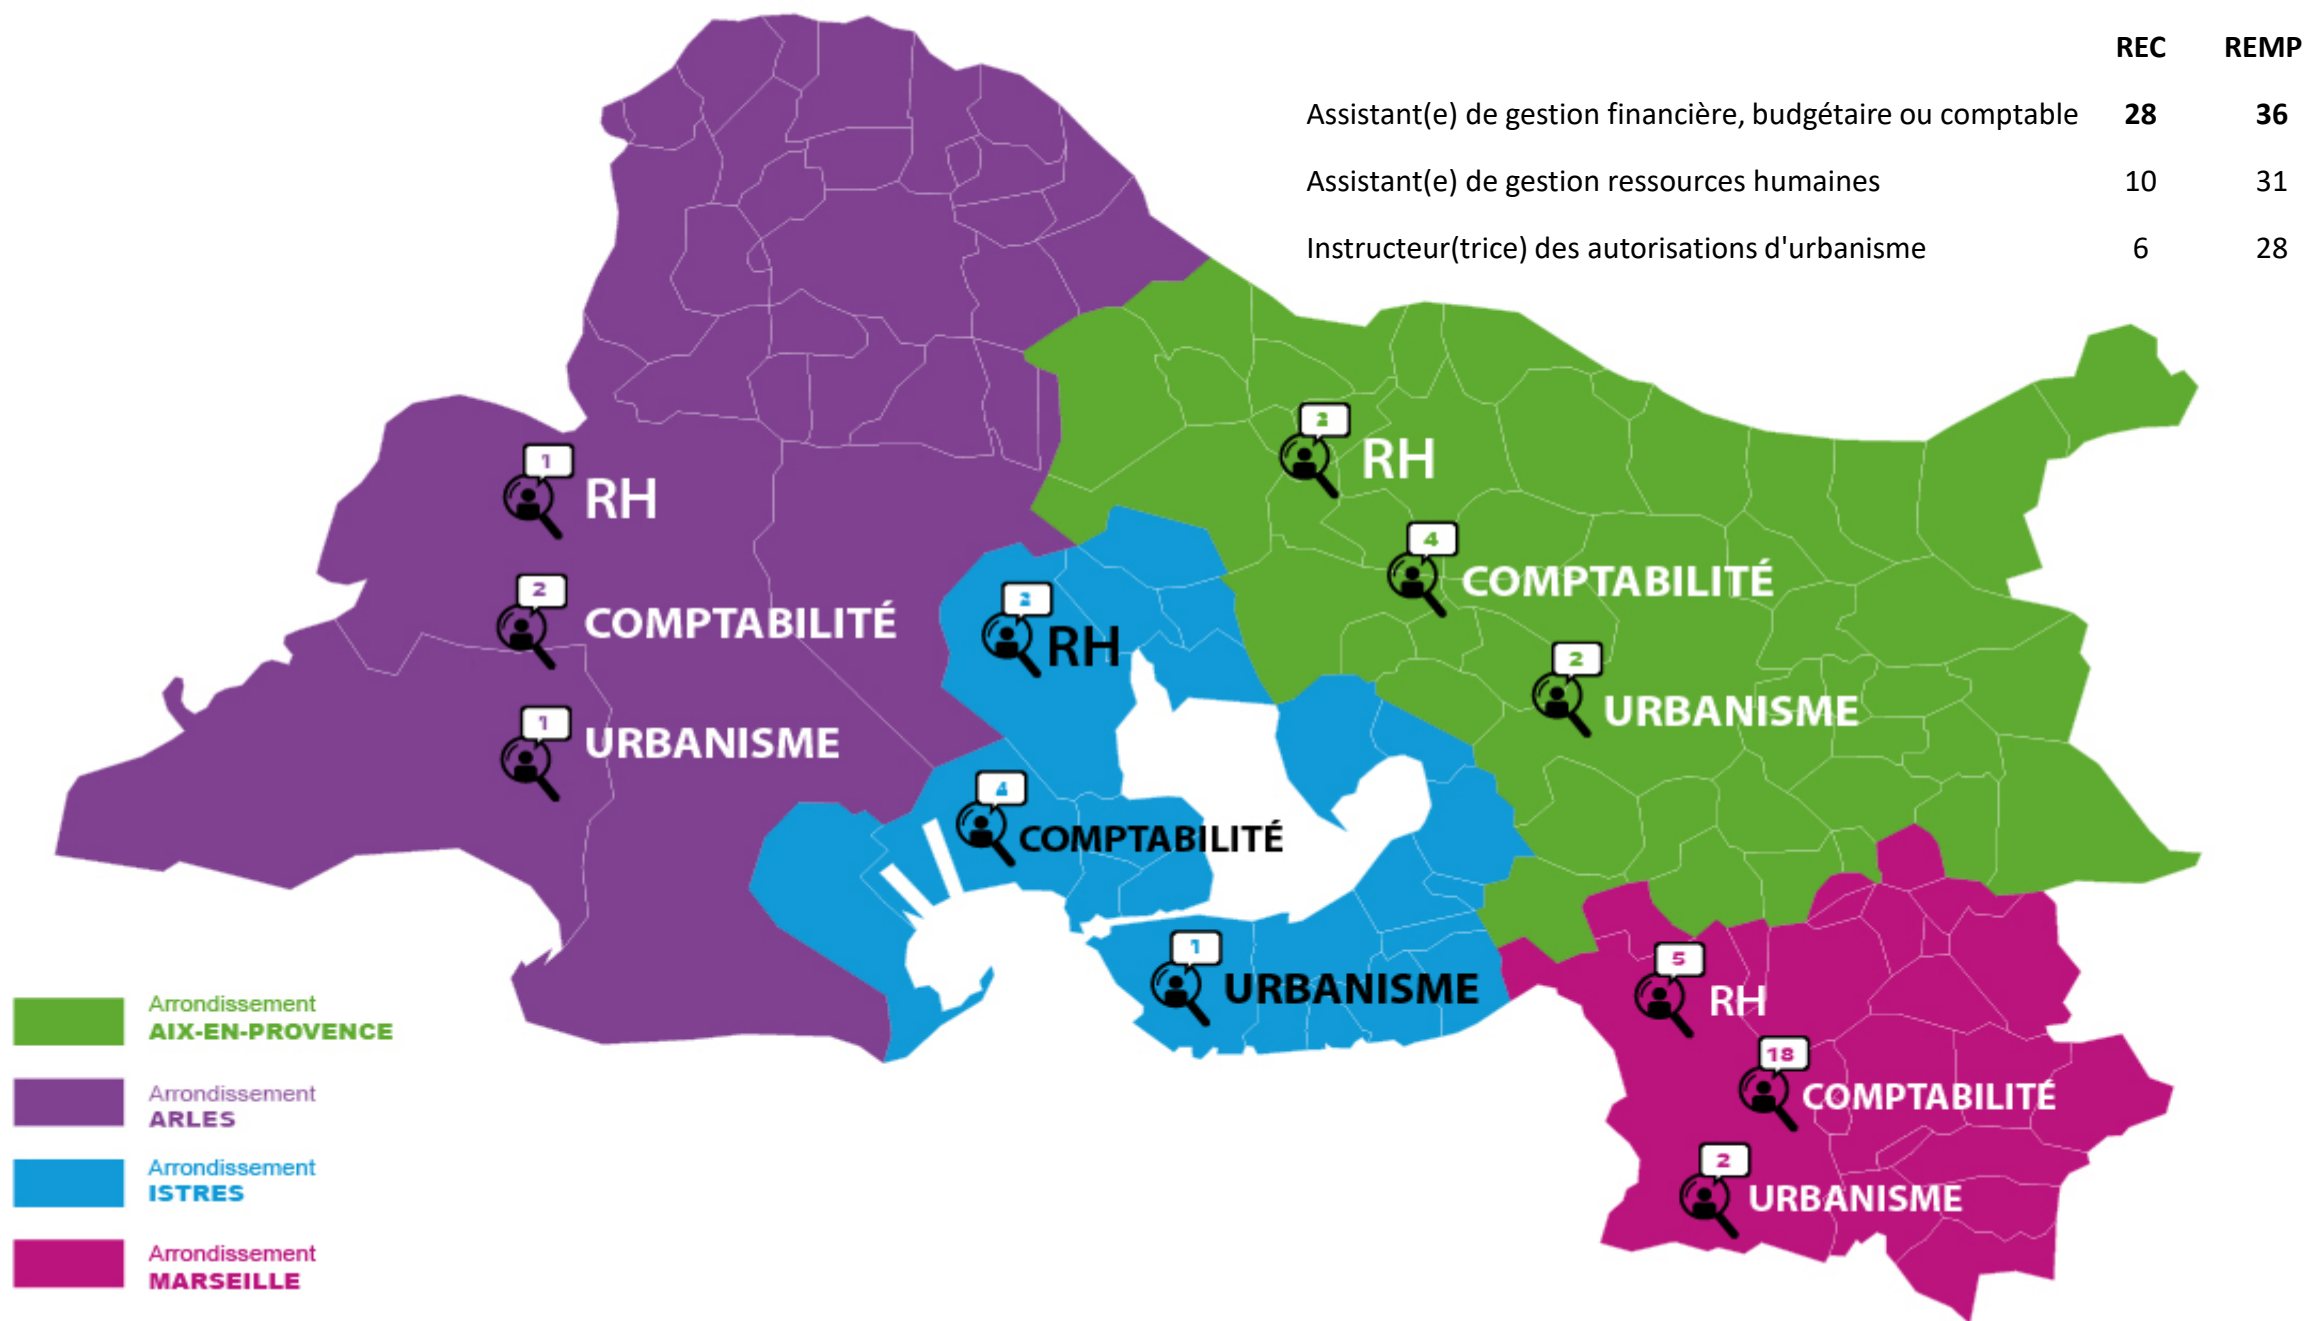 REC REMP
Assistant(e) de gestion financière, budgétaire ou comptable 28 36
Assistant(e) de gestion ressources humaines 10 31
Instructeur(trice) des autorisations d'urbanisme 6 28
RH
1
RH
4
COMPTABILITÉ
2
COMPTABILITÉ
RH
2
URBANISME
1
URBANISME
4
COMPTABILITÉ
1
URBANISME
5
RH
18
COMPTABILITÉ
2
URBANISME
Arrondissement
AIX-EN-PROVENCE
Arrondissement
ARLES
Arrondissement
ISTRES
Arrondissement
MARSEILLE